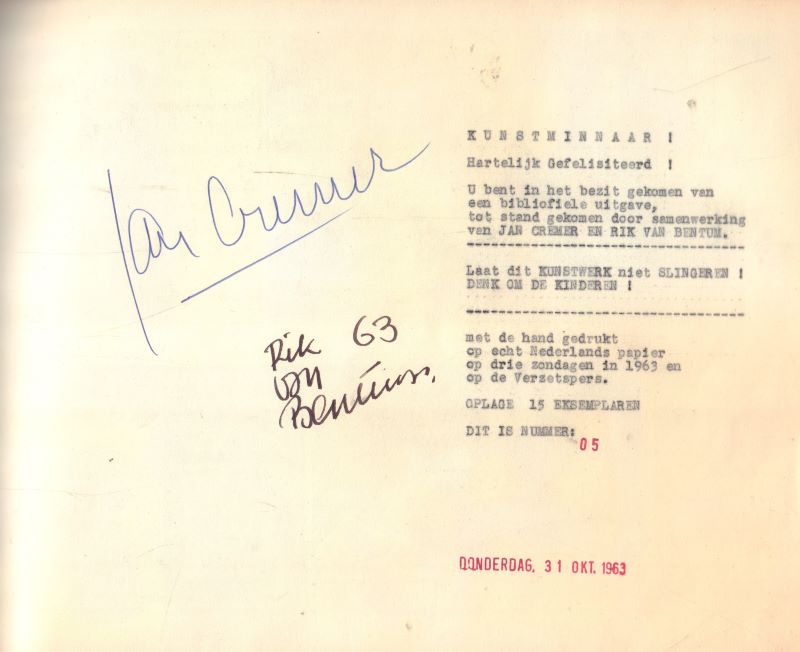 Jan Cremer
Rik 63
van
Bentum.
K U N S T M I N N A A R !
Hartelijk Gefelisiteerd !
U bent in het bezit gekomen van
een bibliofiele uitgave,
tot stand gekomen door samenwerking
van JAN CREMER EN RIK VAN BENTUM.
Laat dit KUNSTWERK niet SLINGEREN !
DENK OM DE KINDEREN !
met de hand gedrukt
op echt Nederlands papier
op drie zondagen in 1963 en
op de Verzetspers.
OPLAGE 15 EKSEMPLAREN
DIT IS NUMMER:
05
DONDERDAG, 31 OKT. 1963